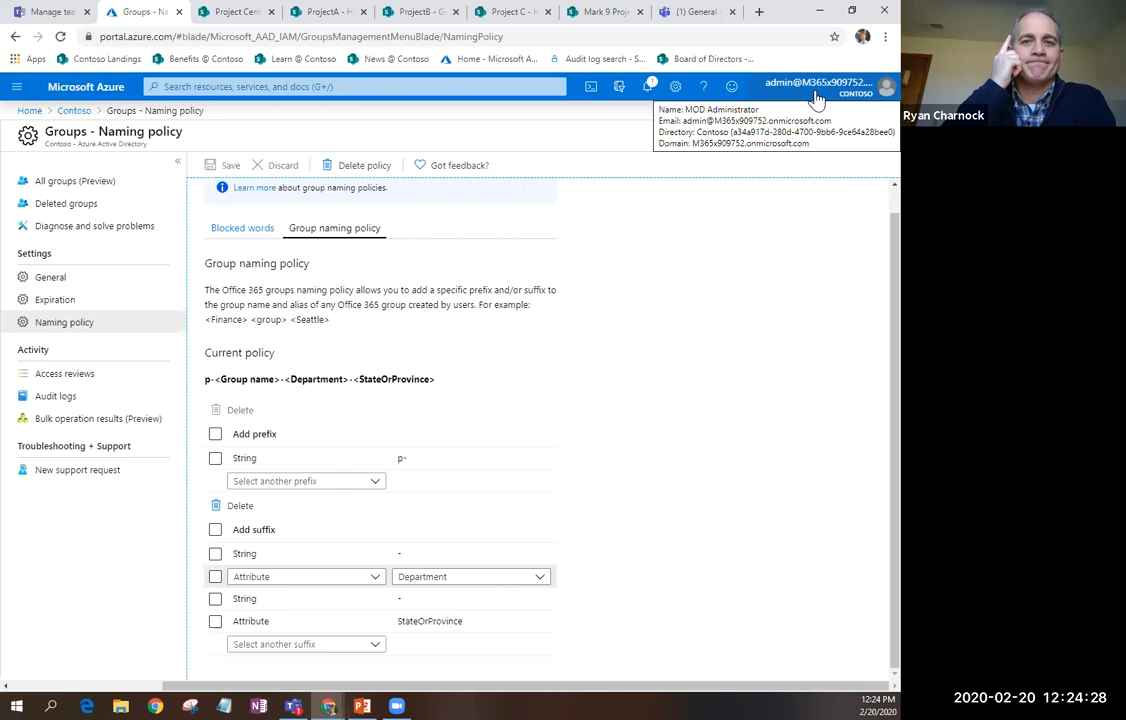 Manage tea
Groups - Na
Project Cent
ProjectA - H
ProjectB - G
Project C - H
Mark 9 Proj
(1) General
portal.azure.com/#blade/Microsoft_AAD_IAM/GroupsManagementMenuBlade/NamingPolicy
Apps
Contoso Landings
Benefits @ Contoso
Learn @ Contoso
News @ Contoso
Home - Microsoft A...
Audit log search -...
Board of Directors -...
Microsoft Azure
Search resources, services, and docs (G+/)
1
admin@M365x909752....
CONTOSO
Name: MOD Administrator
Email: admin@M365x909752.onmicrosoft.com
Directory: Contoso (a34a917d-280d-4700-9bb6-9ce64a28bee0)
Domain: M365x909752.onmicrosoft.com
Ryan Charnock
Home
Contoso
Groups - Naming policy
Groups - Naming policy
Contoso - Azure Active Directory
«
All groups (Preview)
Deleted groups
Diagnose and solve problems
Settings
General
Expiration
Naming policy
Activity
Access reviews
Audit logs
Bulk operation results (Preview)
Troubleshooting + Support
New support request
Save
Discard
Delete policy
Got feedback?
Learn more about group naming policies.
Blocked words
Group naming policy
Group naming policy
The Office 365 groups naming policy allows you to add a specific prefix and/or suffix to
the group name and alias of any Office 365 group created by users. For example:
<Finance> <group> <Seattle>
Current policy
p-<Group name>-<Department>-<StateOrProvince>
Delete
Add prefix
String p-
Select another prefix
Delete
Add suffix
String -
Attribute Department
String -
Attribute StateOrProvince
Select another suffix
12:24 PM
2/20/2020
2020-02-20 12:24:28